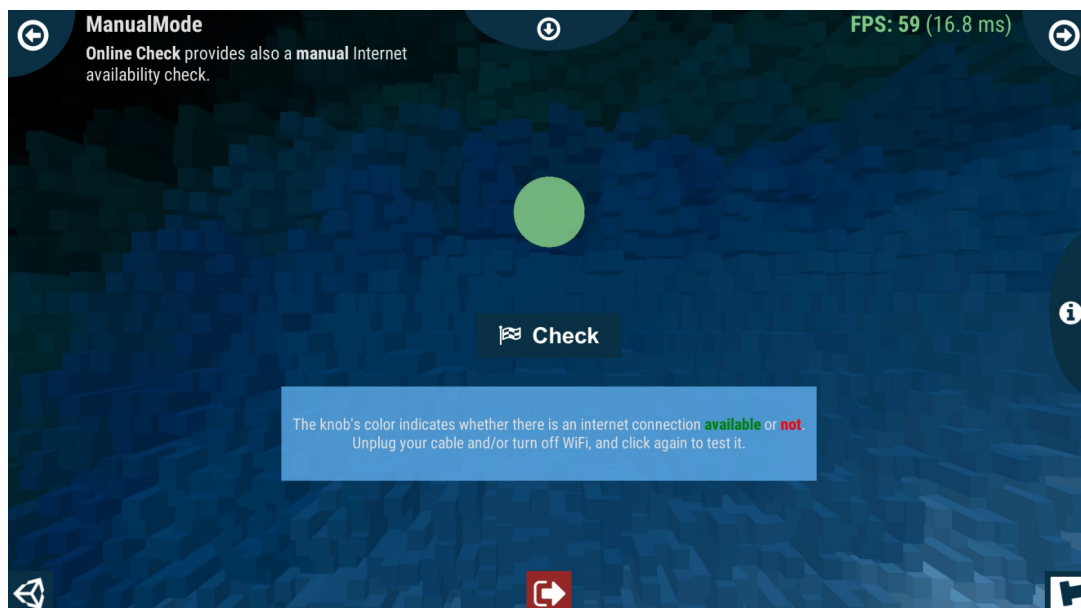 ManualMode
Online Check provides also a manual Internet
availability check.
FPS: 59 (16.8 ms)
Check
The knob's color indicates whether there is an internet connection available or not.
Unplug your cable and/or turn off WiFi, and click again to test it.